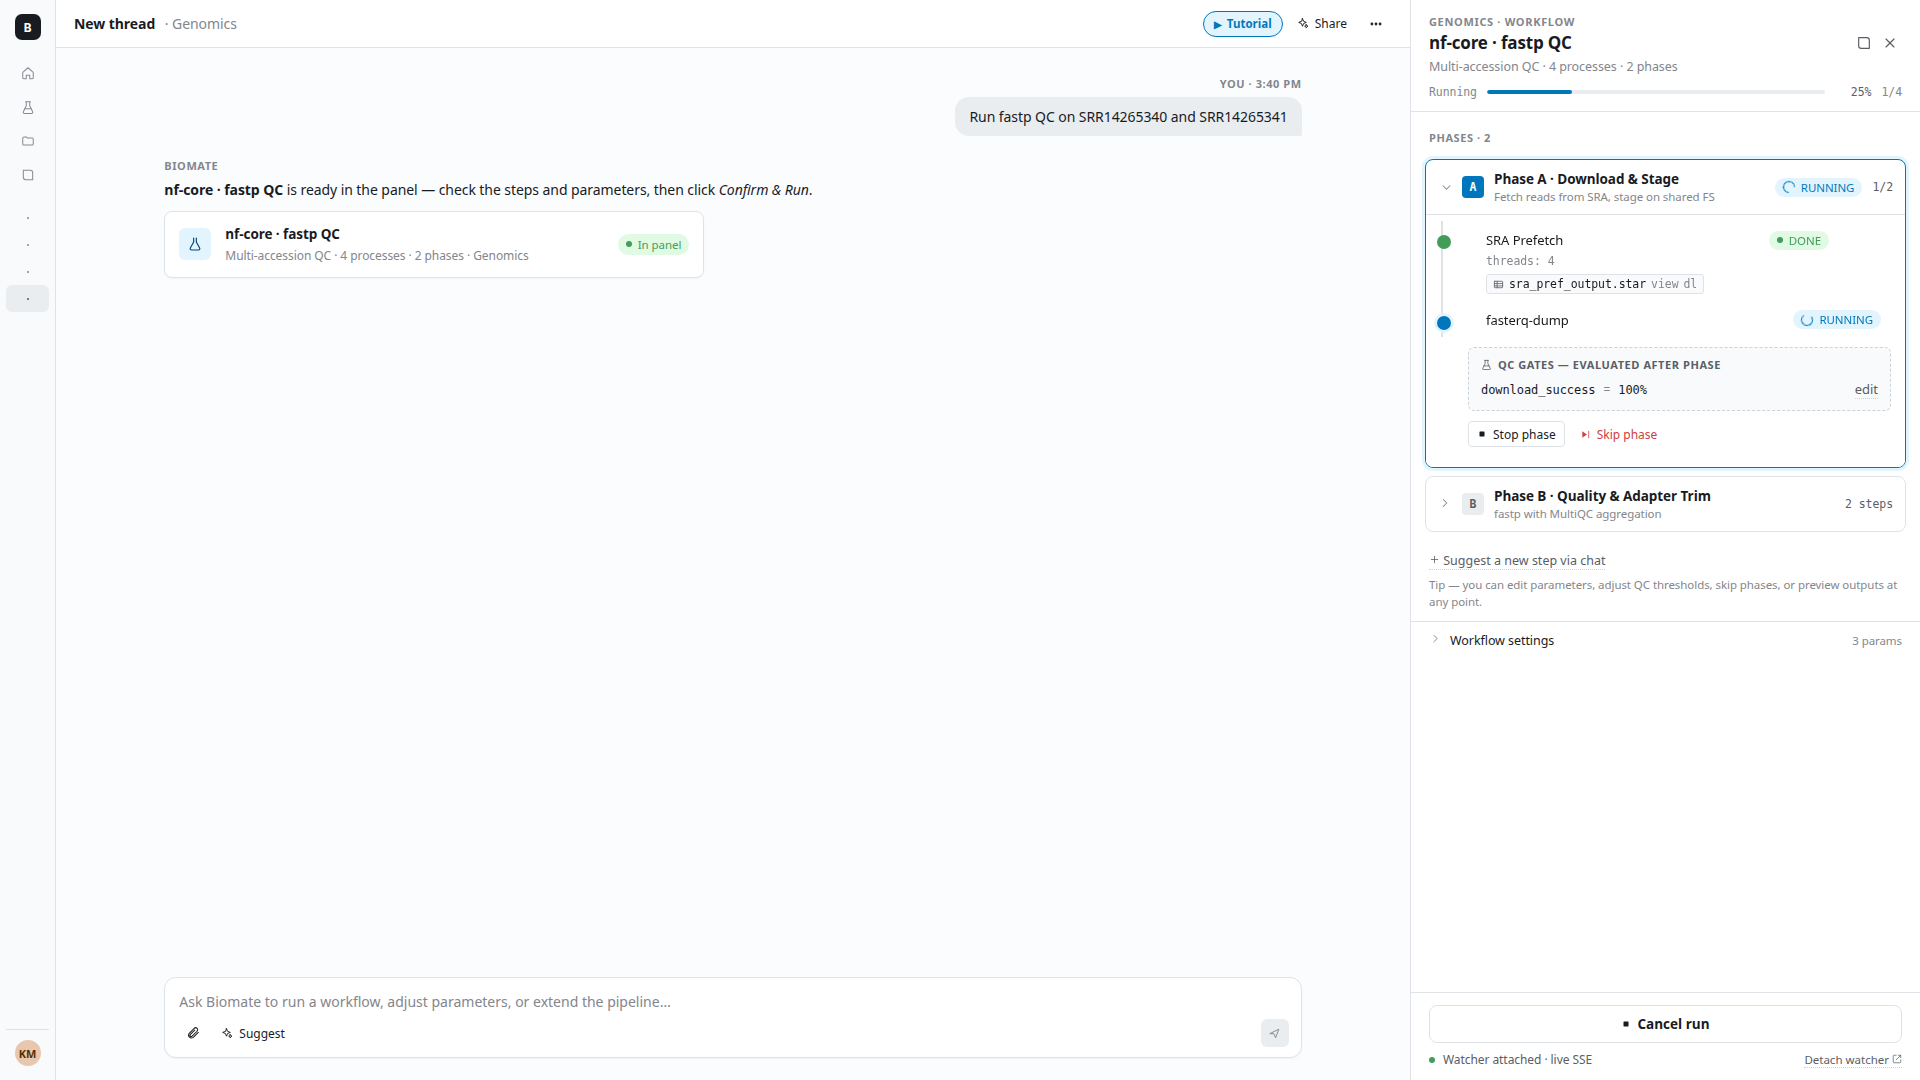 B
New thread · Genomics
▶ Tutorial
Share
YOU · 3:40 PM
Run fastp QC on SRR14265340 and SRR14265341
BIOMATE
nf-core · fastp QC is ready in the panel — check the steps and parameters, then click Confirm & Run.
nf-core · fastp QC
Multi-accession QC · 4 processes · 2 phases · Genomics
In panel
Ask Biomate to run a workflow, adjust parameters, or extend the pipeline...
Suggest
KM
GENOMICS · WORKFLOW
nf-core · fastp QC
Multi-accession QC · 4 processes · 2 phases
Running 25% 1/4
PHASES · 2
A Phase A · Download & Stage RUNNING 1/2
Fetch reads from SRA, stage on shared FS
SRA Prefetch DONE
threads: 4
sra_pref_output.star view dl
fasterq-dump RUNNING
QC GATES — EVALUATED AFTER PHASE
download_success = 100% edit
Stop phase Skip phase
B Phase B · Quality & Adapter Trim 2 steps
fastp with MultiQC aggregation
+ Suggest a new step via chat
Tip — you can edit parameters, adjust QC thresholds, skip phases, or preview outputs at
any point.
Workflow settings 3 params
Cancel run
Watcher attached · live SSE Detach watcher